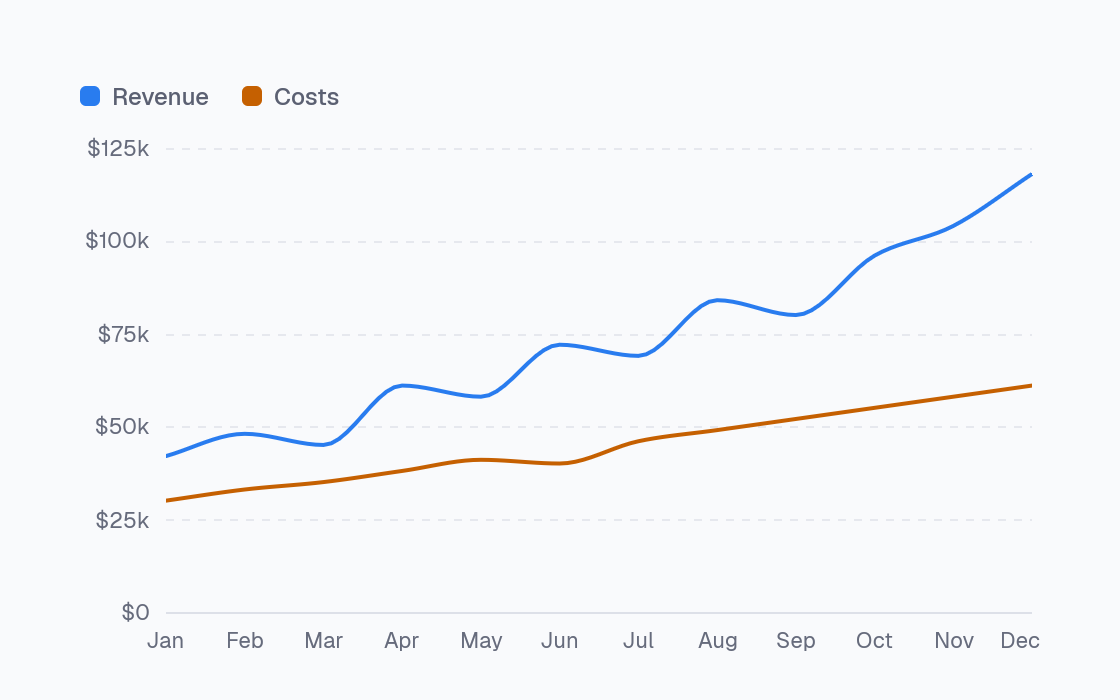 Revenue Costs
$125k
$100k
$75k
$50k
$25k
$0
Jan Feb Mar Apr May Jun Jul Aug Sep Oct Nov Dec